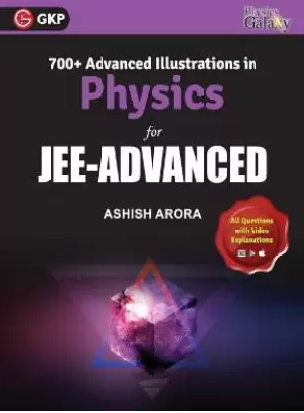 GKP
Physics
Galaxy
700+ Advanced Illustrations in
Physics
for
JEE-ADVANCED
ASHISH ARORA
All Questions
with Video
Explanations